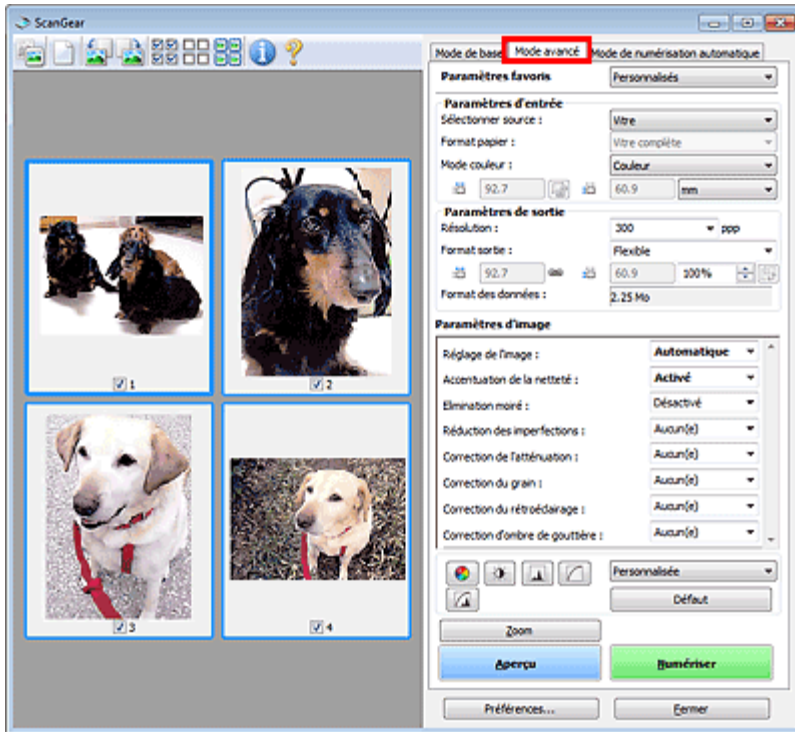 ScanGear
Mode de base Mode avancé Mode de numérisation automatique
Paramètres favoris Personnalisés
Paramètres d'entrée
Sélectionner source : Vitre
Format papier : Vitre complète
Mode couleur : Couleur
92.7 60.9 mm
Paramètres de sortie
Résolution : 300 ppp
Format sortie : Flexible
92.7 60.9 100%
Format des données : 2.25 Mo
Paramètres d'image
Réglage de l'image : Automatique
Accentuation de la netteté : Activé
Elimination moiré : Désactivé
Réduction des imperfections : Aucun(e)
Correction de l'atténuation : Aucun(e)
Correction du grain : Aucun(e)
Correction du rétroéclairage : Aucun(e)
Correction d'ombre de gouttière : Aucun(e)
Personnalisée
Défaut
Zoom
Aperçu Numériser
Préférences... Fermer
1 2
3 4